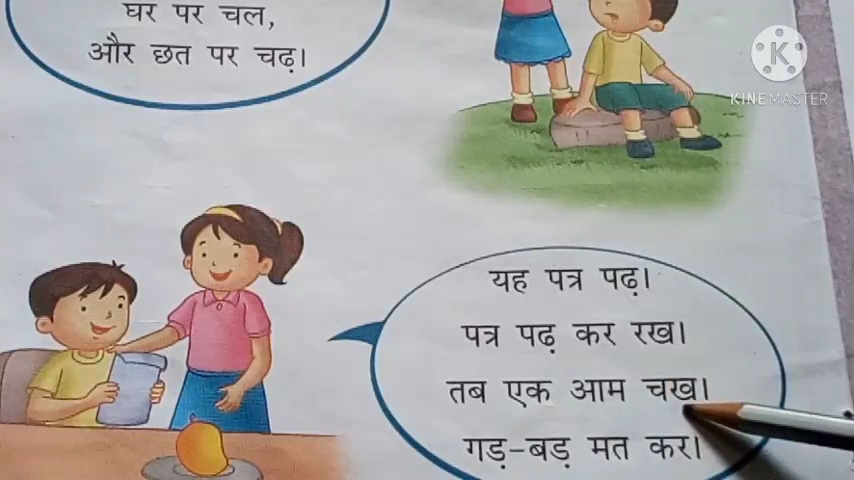 घर पर चल,
और छत पर चढ़।
KINEMASTER
यह पत्र पढ़।
पत्र पढ़ कर रख।
तब एक आम चख।
गड़-बड़ मत कर।